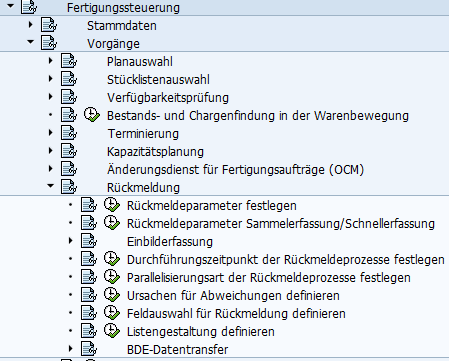 Fertigungssteuerung
Stammdaten
Vorgänge
Planauswahl
Stücklistenauswahl
Verfügbarkeitsprüfung
Bestands- und Chargenfindung in der Warenbewegung
Terminierung
Kapazitätsplanung
Änderungsdienst für Fertigungsaufträge (OCM)
Rückmeldung
Rückmeldeparameter festlegen
Rückmeldeparameter Sammelerfassung/Schnellerfassung
Einbilderfassung
Durchführungszeitpunkt der Rückmeldeprozesse festlegen
Parallelisierungsart der Rückmeldeprozesse festlegen
Ursachen für Abweichungen definieren
Feldauswahl für Rückmeldung definieren
Listengestaltung definieren
BDE-Datentransfer